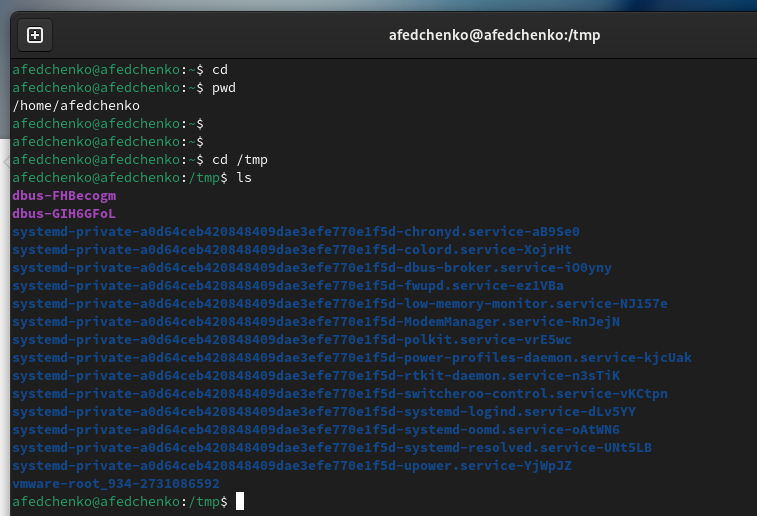 afedchenko@afedchenko:/tmp
afedchenko@afedchenko:~$ cd
afedchenko@afedchenko:~$ pwd
/home/afedchenko
afedchenko@afedchenko:~$
afedchenko@afedchenko:~$
afedchenko@afedchenko:~$ cd /tmp
afedchenko@afedchenko:/tmp$ ls
dbus-FHBecogm
dbus-GIH6GFoL
systemd-private-a0d64ceb420848409dae3efe770e1f5d-chronyd.service-aB9Se0
systemd-private-a0d64ceb420848409dae3efe770e1f5d-colord.service-XojrHt
systemd-private-a0d64ceb420848409dae3efe770e1f5d-dbus-broker.service-iO0yny
systemd-private-a0d64ceb420848409dae3efe770e1f5d-fwupd.service-ez1VBa
systemd-private-a0d64ceb420848409dae3efe770e1f5d-low-memory-monitor.service-NJ157e
systemd-private-a0d64ceb420848409dae3efe770e1f5d-ModemManager.service-RnJejN
systemd-private-a0d64ceb420848409dae3efe770e1f5d-polkit.service-vrE5wc
systemd-private-a0d64ceb420848409dae3efe770e1f5d-power-profiles-daemon.service-kjcUak
systemd-private-a0d64ceb420848409dae3efe770e1f5d-rtkit-daemon.service-n3sTiK
systemd-private-a0d64ceb420848409dae3efe770e1f5d-switcheroo-control.service-vKCtpn
systemd-private-a0d64ceb420848409dae3efe770e1f5d-systemd-logind.service-dLv5YY
systemd-private-a0d64ceb420848409dae3efe770e1f5d-systemd-oomd.service-oAtWN6
systemd-private-a0d64ceb420848409dae3efe770e1f5d-systemd-resolved.service-UNt5LB
systemd-private-a0d64ceb420848409dae3efe770e1f5d-upower.service-YjWpJZ
vmware-root_934-2731086592
afedchenko@afedchenko:/tmp$